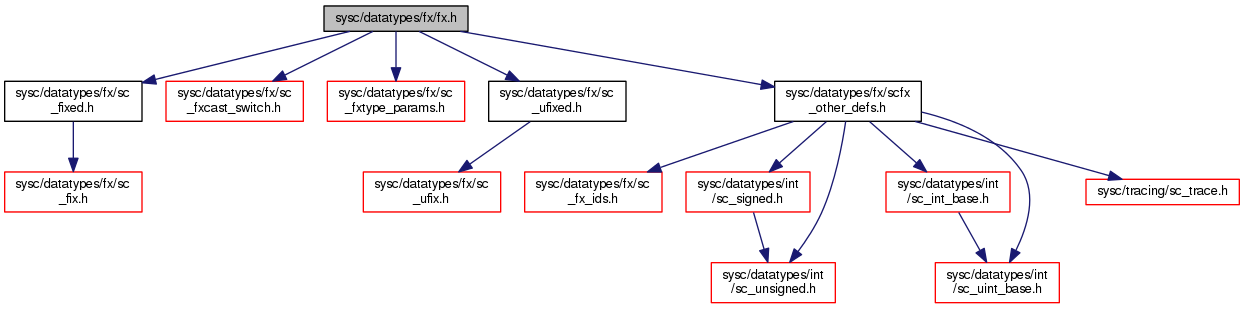 sysc/datatypes/fx/fx.h
sysc/datatypes/fx/sc
_fixed.h
sysc/datatypes/fx/sc
_fxcast_switch.h
sysc/datatypes/fx/sc
_fxtype_params.h
sysc/datatypes/fx/sc
_ufixed.h
sysc/datatypes/fx/scfx
_other_defs.h
sysc/datatypes/fx/sc
_fix.h
sysc/datatypes/fx/sc
_ufix.h
sysc/datatypes/fx/sc
_fx_ids.h
sysc/datatypes/int
/sc_signed.h
sysc/datatypes/int
/sc_int_base.h
sysc/tracing/sc_trace.h
sysc/datatypes/int
/sc_unsigned.h
sysc/datatypes/int
/sc_uint_base.h